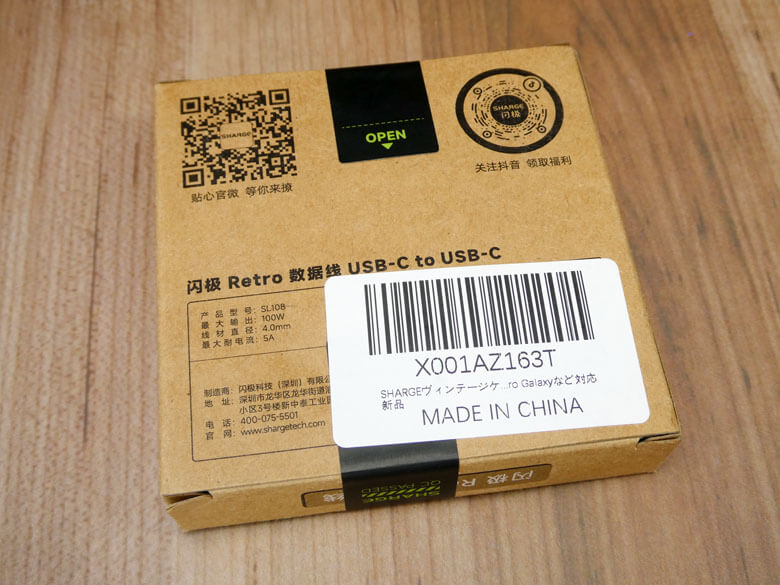 SHARGE
贴心官微 等你来撩
OPEN
SHARGE
闪极
关注抖音 领取福利
闪极 Retro 数据线 USB-C to USB-C
产品型号: SL108
最大输出: 100W
线材直径: 4.0mm
最大耐电流: 5A
制造商: 闪极科技（深圳）有限公
地址: 深圳市龙华区龙华街道
小区3号楼新中泰工业
电话: 400-075-5501
官网: www.shargetech.com
X001AZ163T
SHARGEヴィンテージケ...ro Galaxyなど対応
新品
MADE IN CHINA
SHARGE
QC PASSED
闪极 R
线